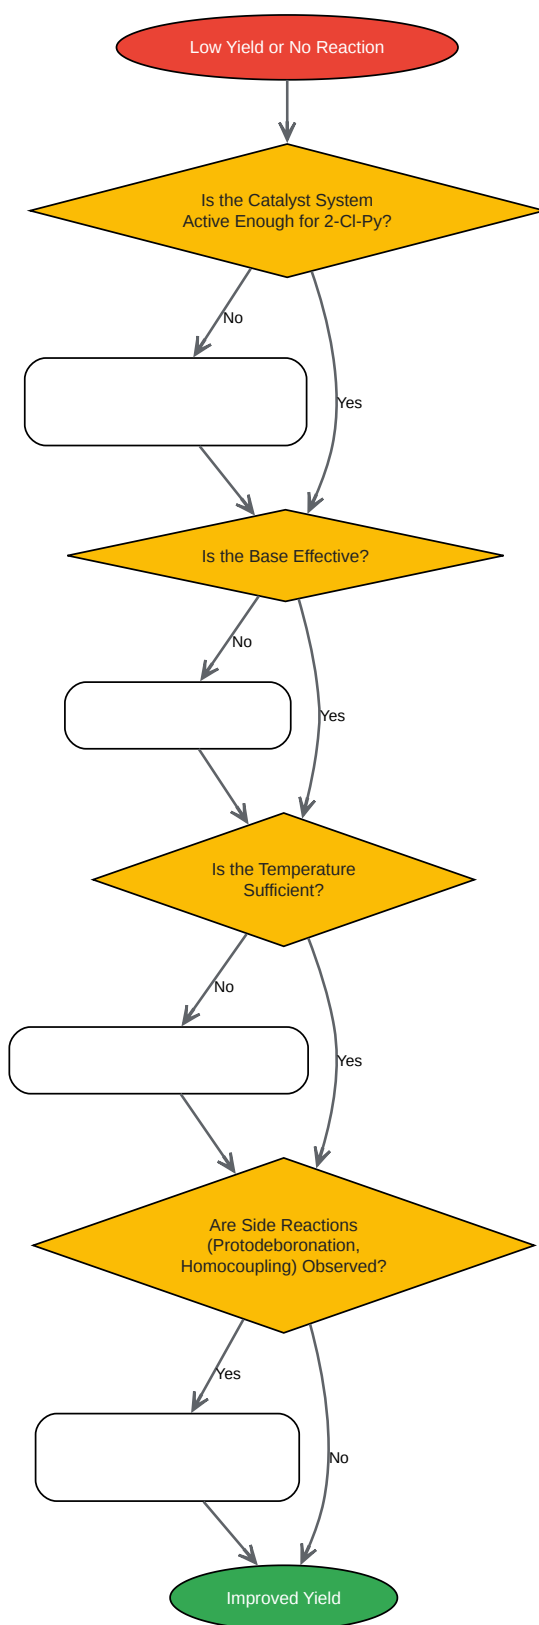 Low Yield or No Reaction
Is the Catalyst System
Active Enough for 2-Cl-Py?
No
Yes
Is the Base Effective?
No
Yes
Is the Temperature
Sufficient?
No
Yes
Are Side Reactions
(Protodeboronation,
Homocoupling) Observed?
Yes
No
Improved Yield